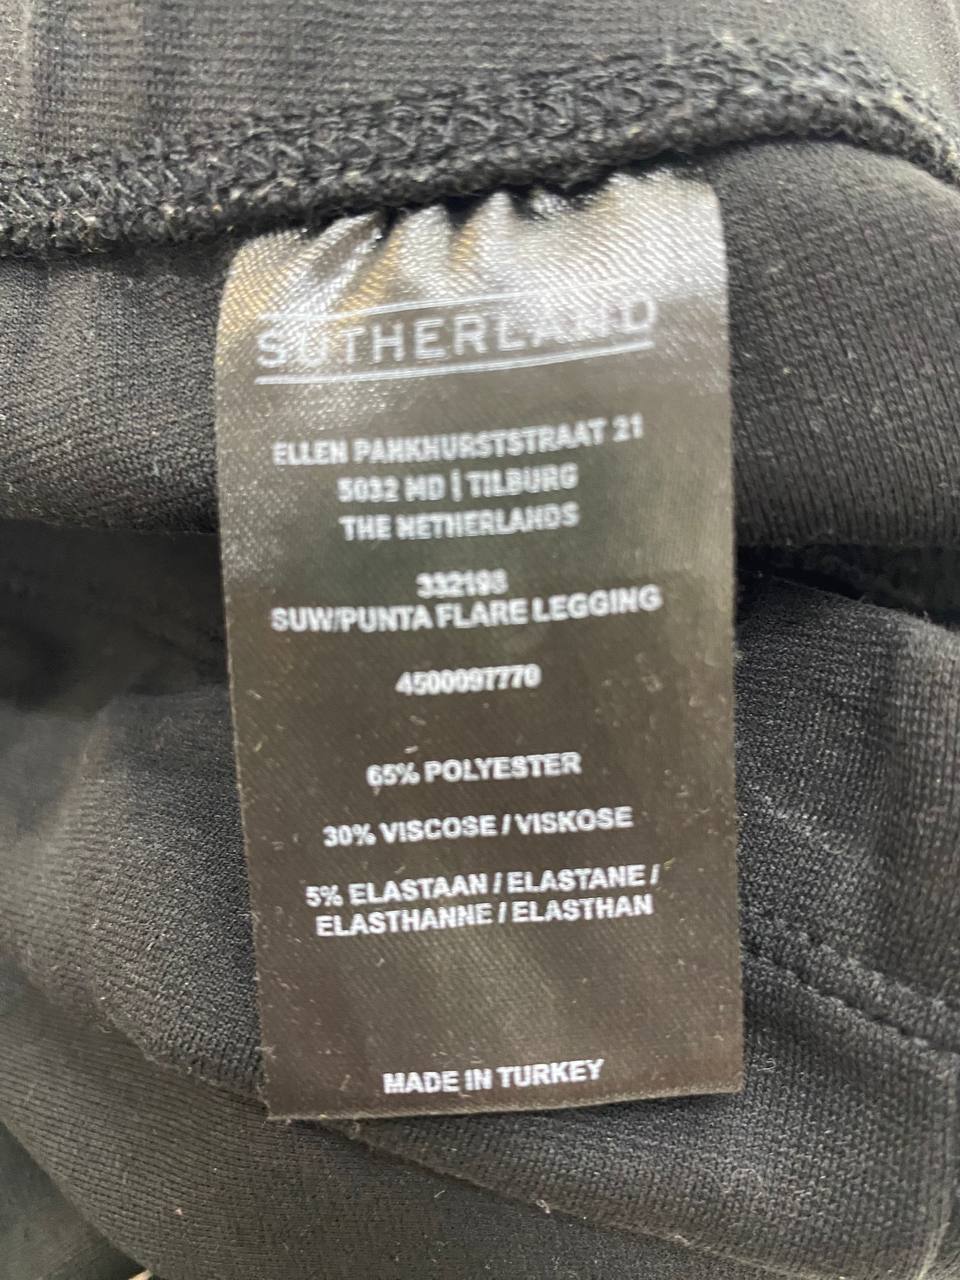 SUTHERLAND
ELLEN PANKHURSTSTRAAT 21
5032 MD | TILBURG
THE NETHERLANDS
332198
SUW/PUNTA FLARE LEGGING
4500097770
65% POLYESTER
30% VISCOSE / VISKOSE
5% ELASTAAN / ELASTANE /
ELASTHANNE / ELASTHAN
MADE IN TURKEY